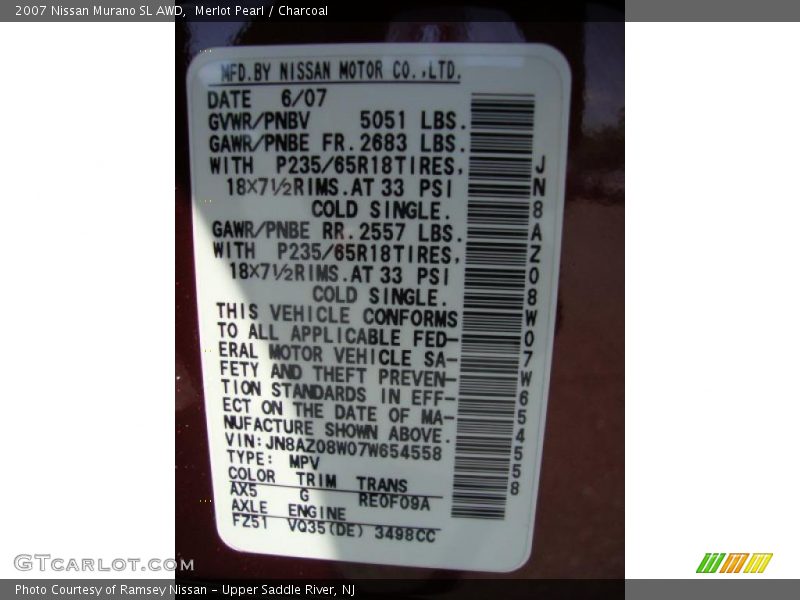 2007 Nissan Murano SL AWD,  Merlot Pearl / Charcoal
MFD.BY NISSAN MOTOR CO.,LTD.
DATE 6/07
GVWR/PNBV 5051 LBS.
GAWR/PNBE FR.2683 LBS.
WITH P235/65R18TIRES,
18×7½RIMS.AT 33 PSI
COLD SINGLE.
GAWR/PNBE RR.2557 LBS.
WITH P235/65R18TIRES,
18×7½RIMS.AT 33 PSI
COLD SINGLE.
THIS VEHICLE CONFORMS
TO ALL APPLICABLE FED-
ERAL MOTOR VEHICLE SA-
FETY AND THEFT PREVEN-
TION STANDARDS IN EFF-
ECT ON THE DATE OF MA-
NUFACTURE SHOWN ABOVE.
VIN:JN8AZ08W07W654558
TYPE: MPV
COLOR TRIM TRANS
AX5 G RE0F09A
AXLE ENGINE
FZ51 VQ35(DE) 3498CC
JN8AZ08W07W654558
GTCarlot.com
Photo Courtesy of Ramsey Nissan - Upper Saddle River, NJ